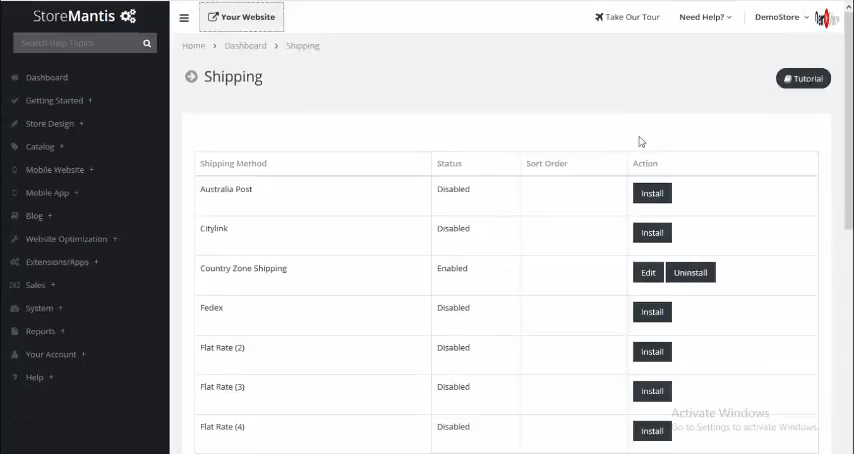 StoreMantis
Your Website
Take Our Tour
Need Help?
DemoStore
Search Help Topics
Home > Dashboard > Shipping
Shipping
Tutorial
Dashboard
Getting Started +
Store Design +
Catalog +
Mobile Website +
Mobile App +
Blog +
Website Optimization +
Extensions/Apps +
Sales +
System +
Reports +
Your Account +
Help +
Shipping Method Status Sort Order Action
Australia Post Disabled Install
Citylink Disabled Install
Country Zone Shipping Enabled Edit Uninstall
Fedex Disabled Install
Flat Rate (2) Disabled Install
Flat Rate (3) Disabled Install
Flat Rate (4) Disabled Install
Activate Windows
Go to Settings to activate Windows.